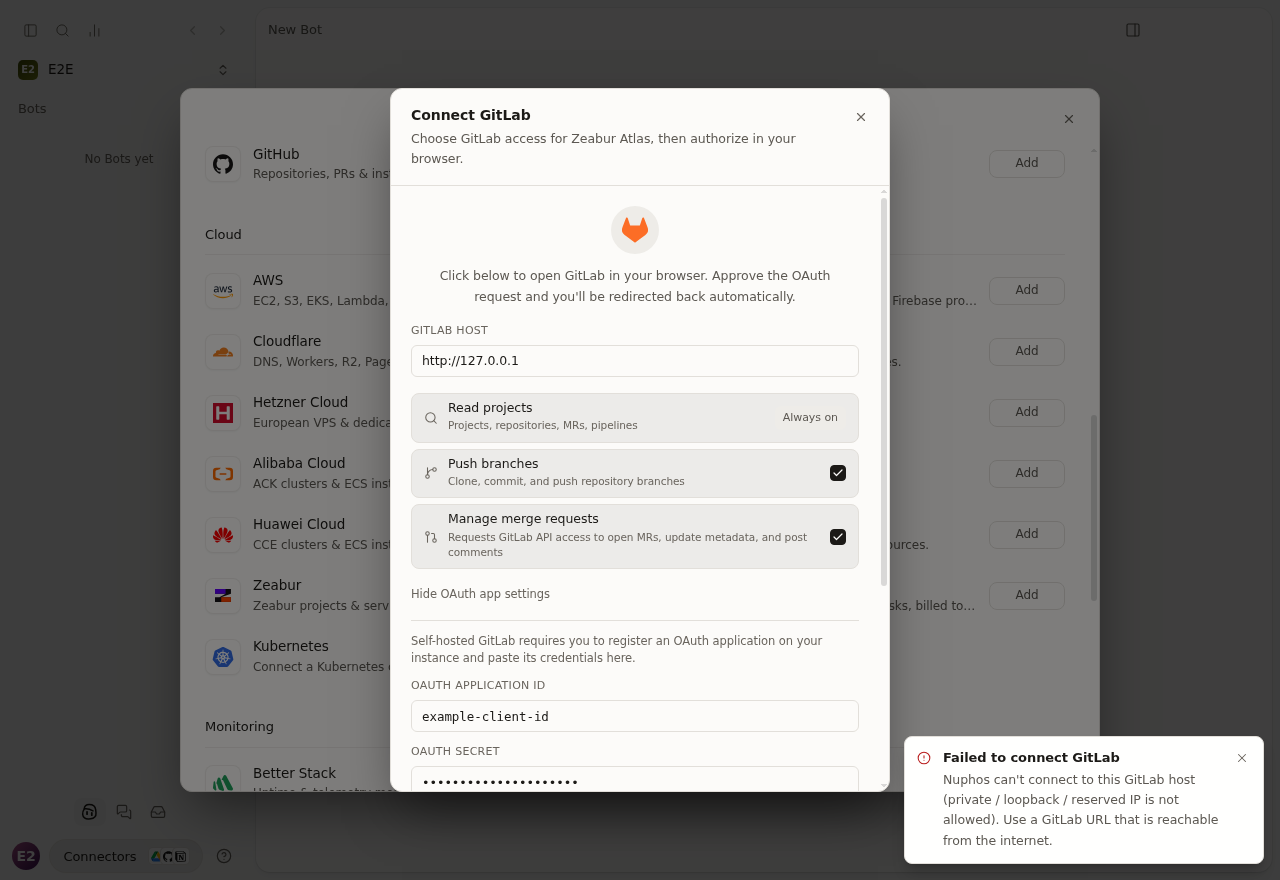 New Bot
E2 E2E
Bots
No Bots yet
GitHub
Repositories, PRs & ins
Add
Cloud
AWS
EC2, S3, EKS, Lambda,
Firebase pro…
Add
Cloudflare
DNS, Workers, R2, Page
es.
Add
Hetzner Cloud
European VPS & dedica
Add
Alibaba Cloud
ACK clusters & ECS inst
Add
Huawei Cloud
CCE clusters & ECS inst
ources.
Add
Zeabur
Zeabur projects & serv
sks, billed to…
Add
Kubernetes
Connect a Kubernetes
Monitoring
Better Stack
Connect GitLab
Choose GitLab access for Zeabur Atlas, then authorize in your
browser.
Click below to open GitLab in your browser. Approve the OAuth
request and you'll be redirected back automatically.
GITLAB HOST
http://127.0.0.1
Read projects
Projects, repositories, MRs, pipelines
Always on
Push branches
Clone, commit, and push repository branches
Manage merge requests
Requests GitLab API access to open MRs, update metadata, and post
comments
Hide OAuth app settings
Self-hosted GitLab requires you to register an OAuth application on your
instance and paste its credentials here.
OAUTH APPLICATION ID
example-client-id
OAUTH SECRET
•••••••••••••••••••••
Failed to connect GitLab
Nuphos can't connect to this GitLab host
(private / loopback / reserved IP is not
allowed). Use a GitLab URL that is reachable
from the internet.
E2 Connectors